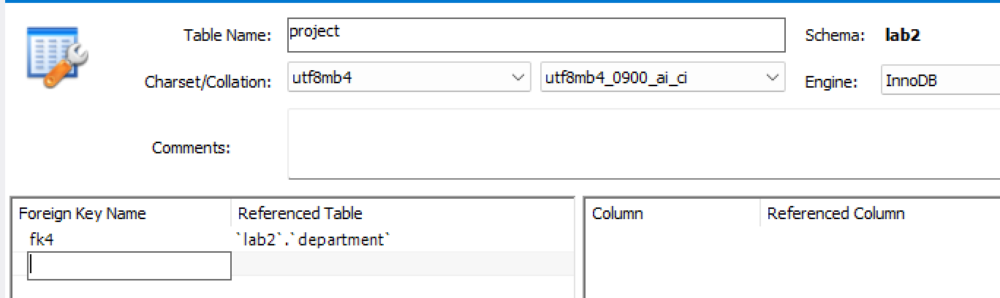 Table Name: project Schema: lab2
Charset/Collation: utf8mb4 utf8mb4_0900_ai_ci Engine: InnoDB
Comments:
Foreign Key Name Referenced Table Column Referenced Column
fk4 `lab2`.`department`